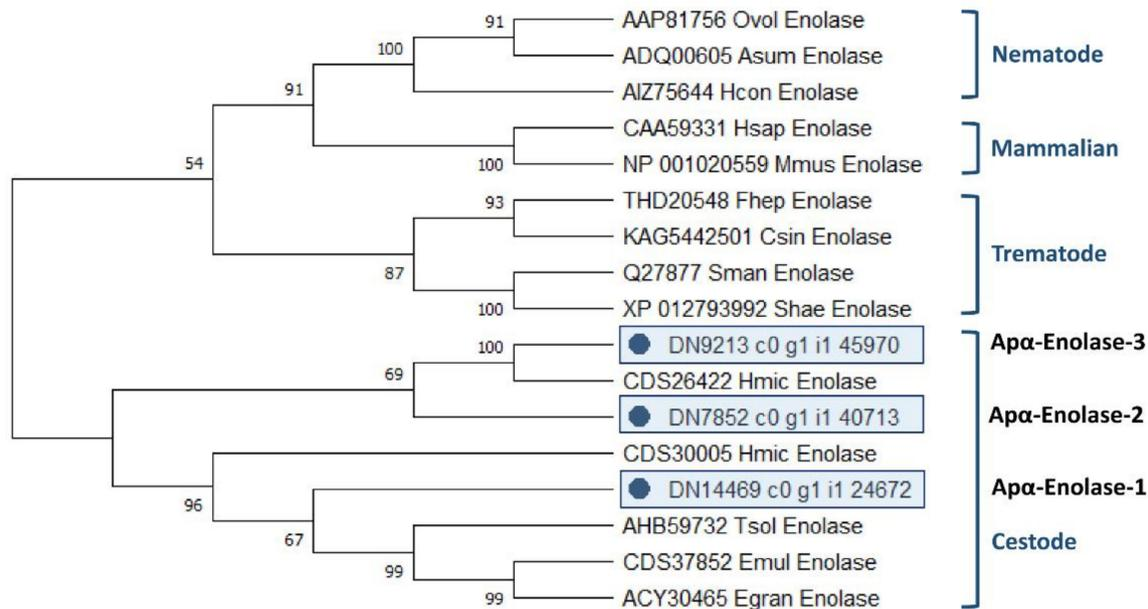 91
AAP81756 Ovol Enolase
100
ADQ00605 Asum Enolase
Nematode
91
AIZ75644 Hcon Enolase
CAA59331 Hsap Enolase
Mammalian
54
100
NP 001020559 Mmus Enolase
93
THD20548 Fhep Enolase
KAG5442501 Csin Enolase
Trematode
87
Q27877 Sman Enolase
100
XP 012793992 Shae Enolase
100
DN9213 c0 g1 i1 45970
Apα-Enolase-3
69
CDS26422 Hmic Enolase
DN7852 c0 g1 i1 40713
Apα-Enolase-2
CDS30005 Hmic Enolase
96
DN14469 c0 g1 i1 24672
Apα-Enolase-1
67
AHB59732 Tsol Enolase
Cestode
99
CDS37852 Emul Enolase
99
ACY30465 Egran Enolase